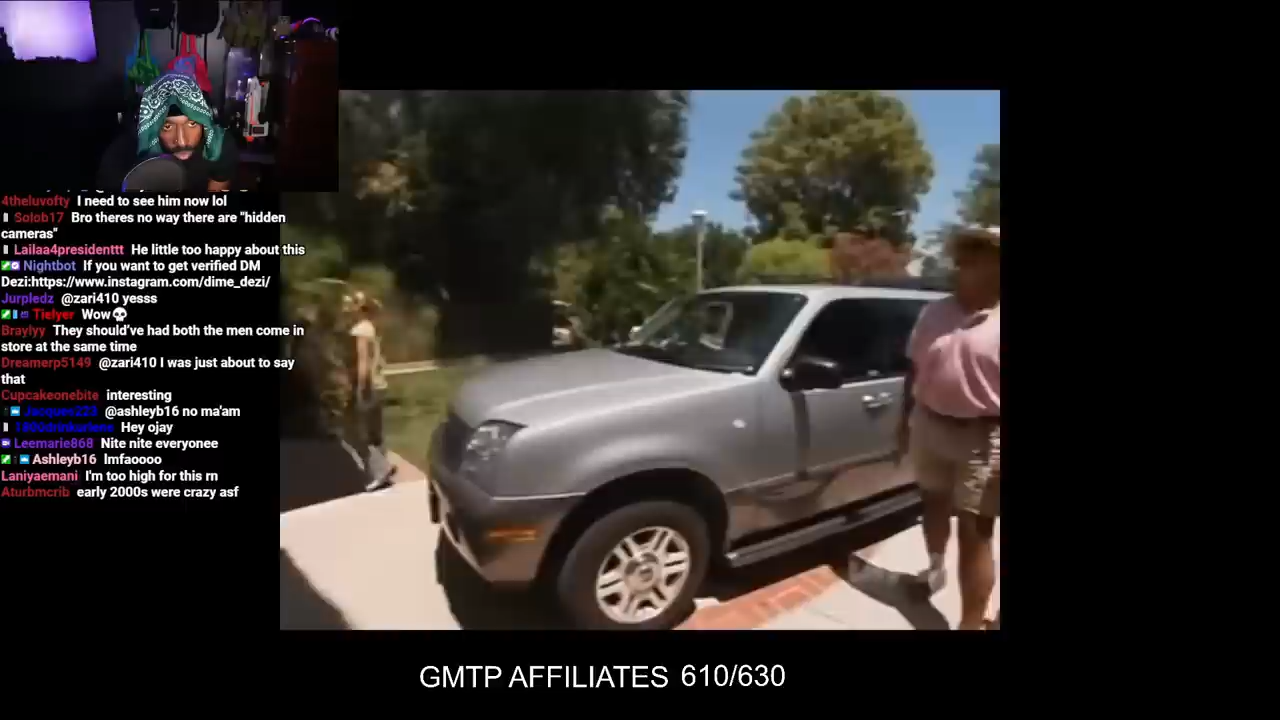 4theluvofty I need to see him now lol
Solob17 Bro theres no way there are "hidden
cameras"
Lailaa4presidenttt He little too happy about this
Nightbot If you want to get verified DM
Dezi:https://www.instagram.com/dime_dezi/
Jurpledz @zari410 yesss
Tielyer Wow💀
Braylyy They should've had both the men come in
store at the same time
Dreamerp5149 @zari410 I was just about to say
that
Cupcakeonebite interesting
Jacques223 @ashleyb16 no ma'am
Hey ojay
Leemarie868 Nite nite everyonee
Ashleyb16 lmfaoooo
Laniyaemani I'm too high for this rn
Aturbmcrib early 2000s were crazy asf
GMTP AFFILIATES 610/630